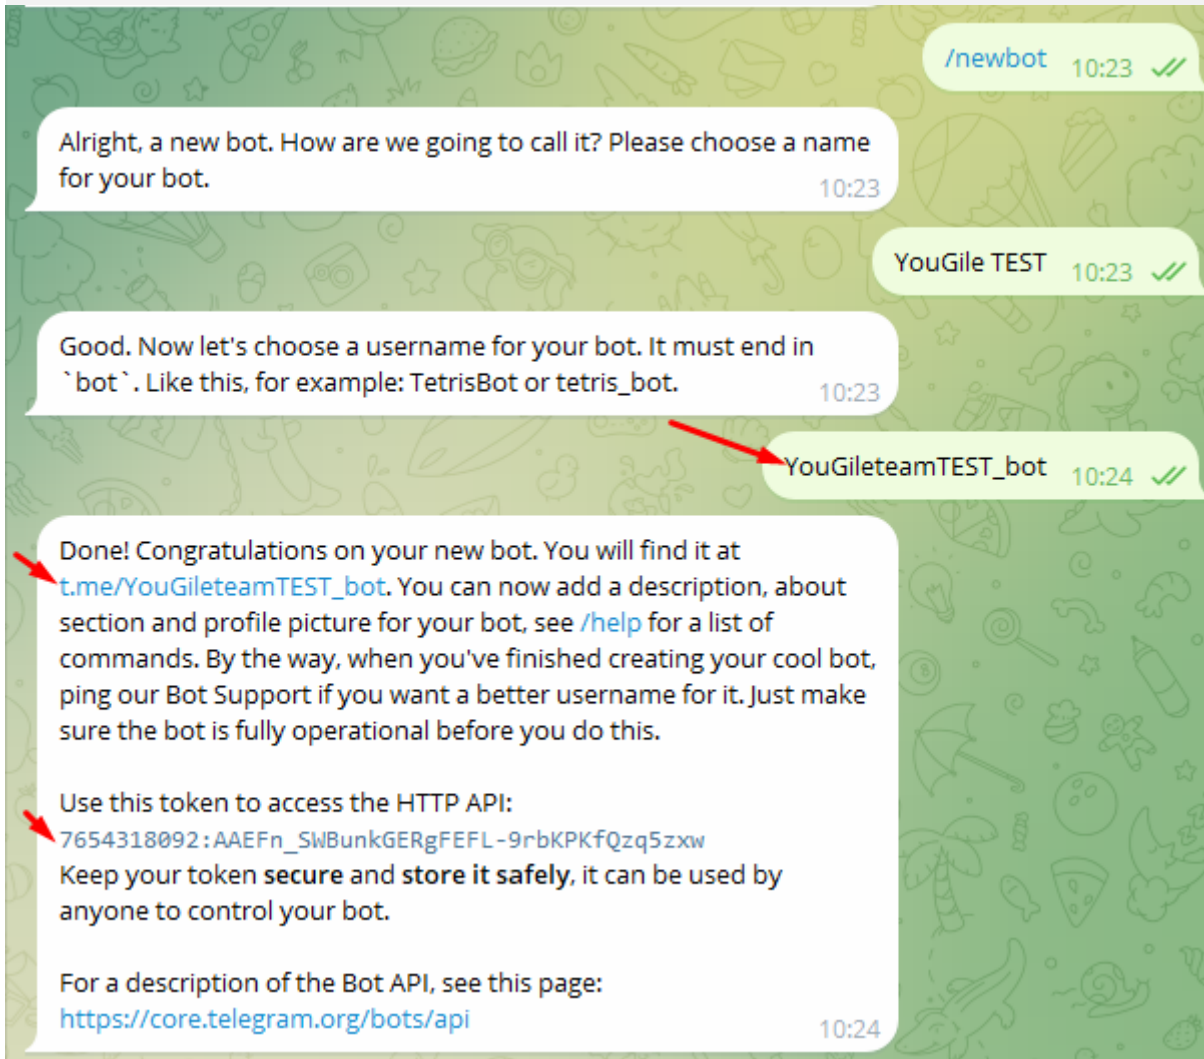 /newbot 10:23
Alright, a new bot. How are we going to call it? Please choose a name
for your bot.
10:23
YouGile TEST 10:23
Good. Now let's choose a username for your bot. It must end in
`bot`. Like this, for example: TetrisBot or tetris_bot.
10:23
YouGileteamTEST_bot 10:24
Done! Congratulations on your new bot. You will find it at
t.me/YouGileteamTEST_bot. You can now add a description, about
section and profile picture for your bot, see /help for a list of
commands. By the way, when you've finished creating your cool bot,
ping our Bot Support if you want a better username for it. Just make
sure the bot is fully operational before you do this.
Use this token to access the HTTP API:
7654318092:AAEFn_SWBunkGERgFEFL-9rbKPKfQzq5zxw
Keep your token secure and store it safely, it can be used by
anyone to control your bot.
For a description of the Bot API, see this page:
https://core.telegram.org/bots/api
10:24